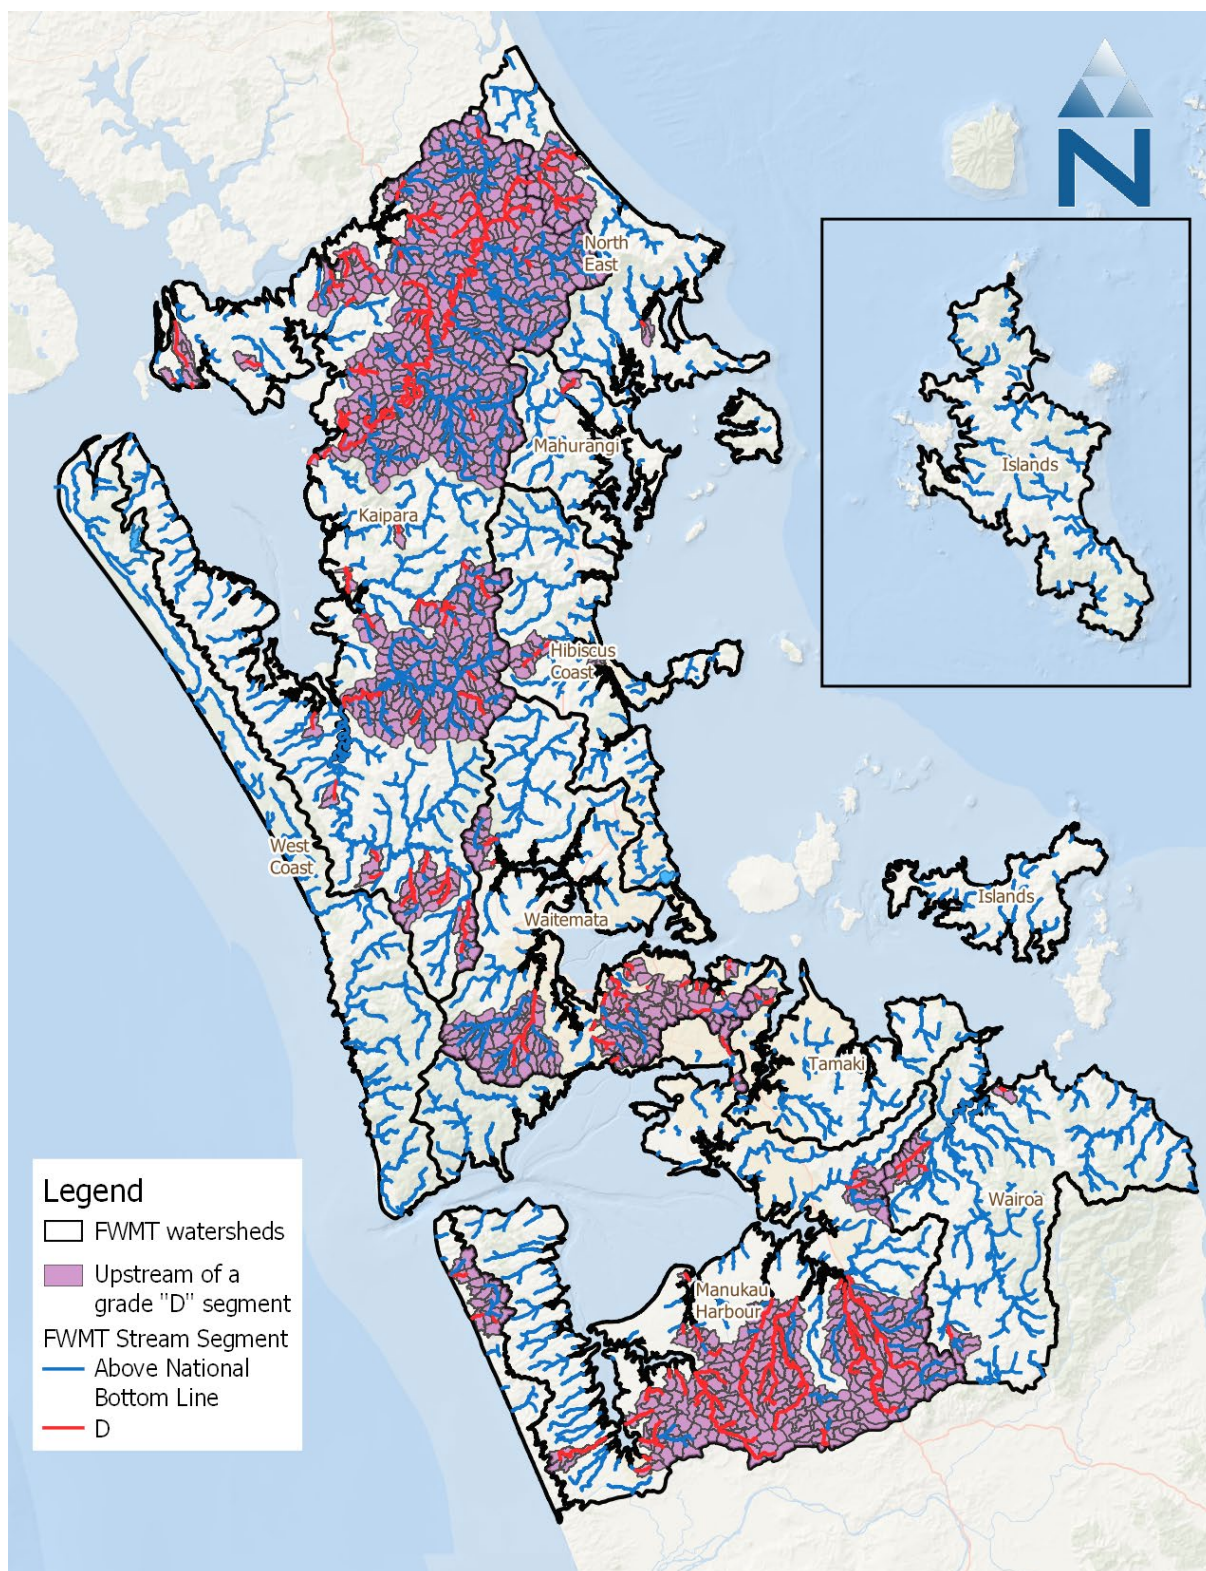 N
North
East
Islands
Mahurangi
Kaipara
Hibiscus
Coast
West
Coast
Islands
Waitemata
Tamaki
Wairoa
Manukau
Harbour
Legend
FWMT watersheds
Upstream of a
grade "D" segment
FWMT Stream Segment
Above National
Bottom Line
D